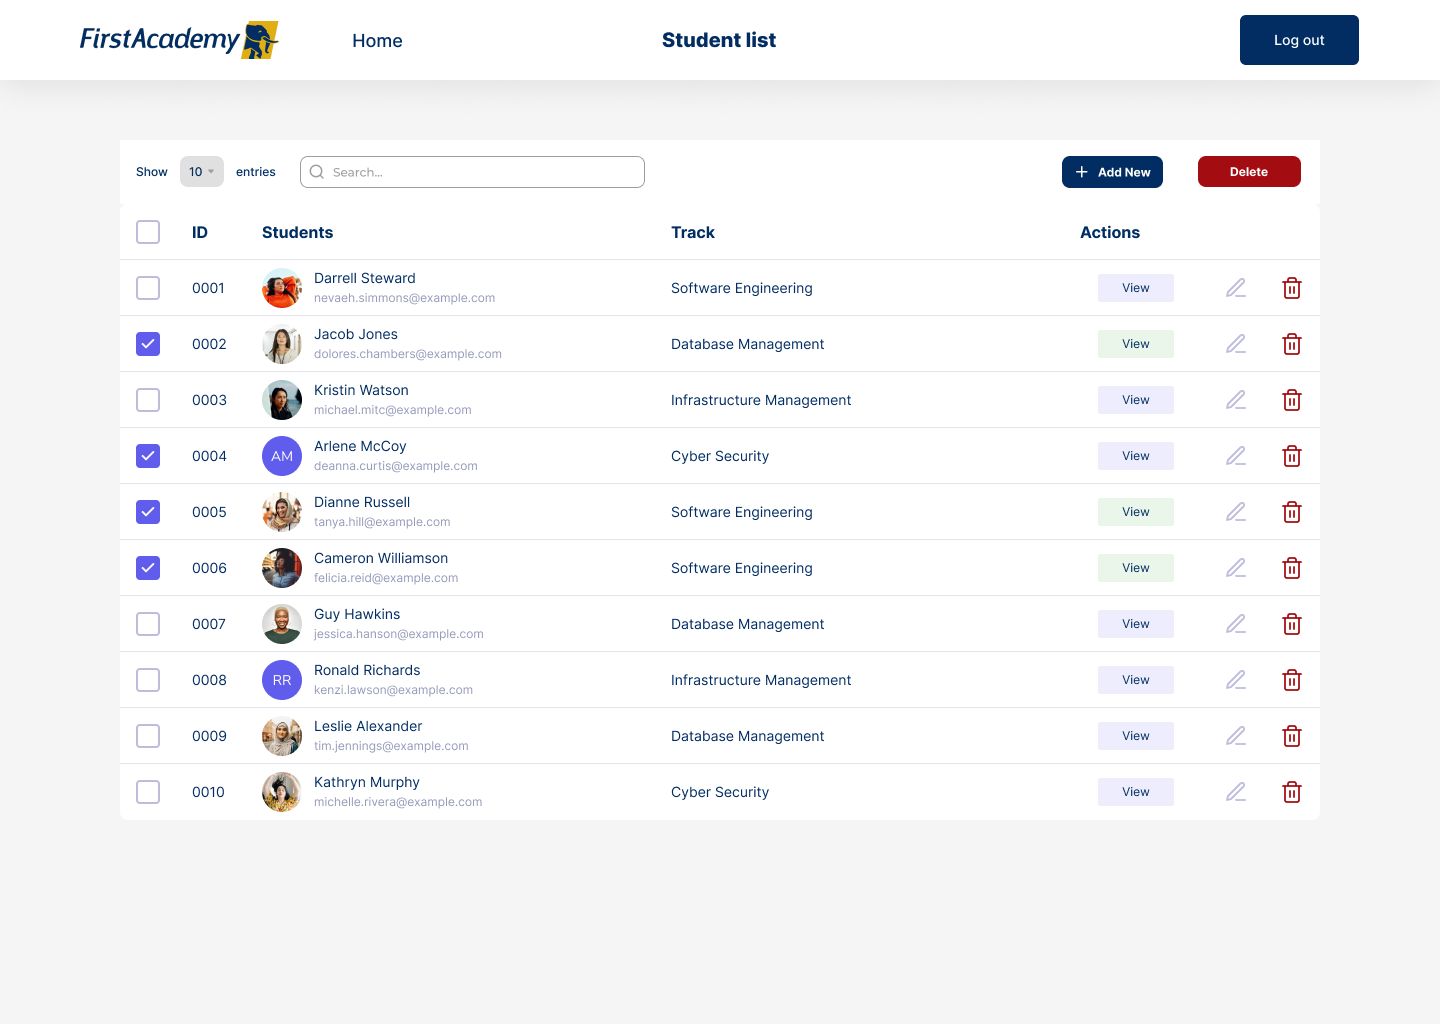 FirstAcademy Home Student list Log out
Show 10 entries Search... Add New Delete
ID Students Track Actions
0001 Darrell Steward Software Engineering View
nevaeh.simmons@example.com
0002 Jacob Jones Database Management View
dolores.chambers@example.com
0003 Kristin Watson Infrastructure Management View
michael.mitc@example.com
0004 AM Arlene McCoy Cyber Security View
deanna.curtis@example.com
0005 Dianne Russell Software Engineering View
tanya.hill@example.com
0006 Cameron Williamson Software Engineering View
felicia.reid@example.com
0007 Guy Hawkins Database Management View
jessica.hanson@example.com
0008 RR Ronald Richards Infrastructure Management View
kenzi.lawson@example.com
0009 Leslie Alexander Database Management View
tim.jennings@example.com
0010 Kathryn Murphy Cyber Security View
michelle.rivera@example.com